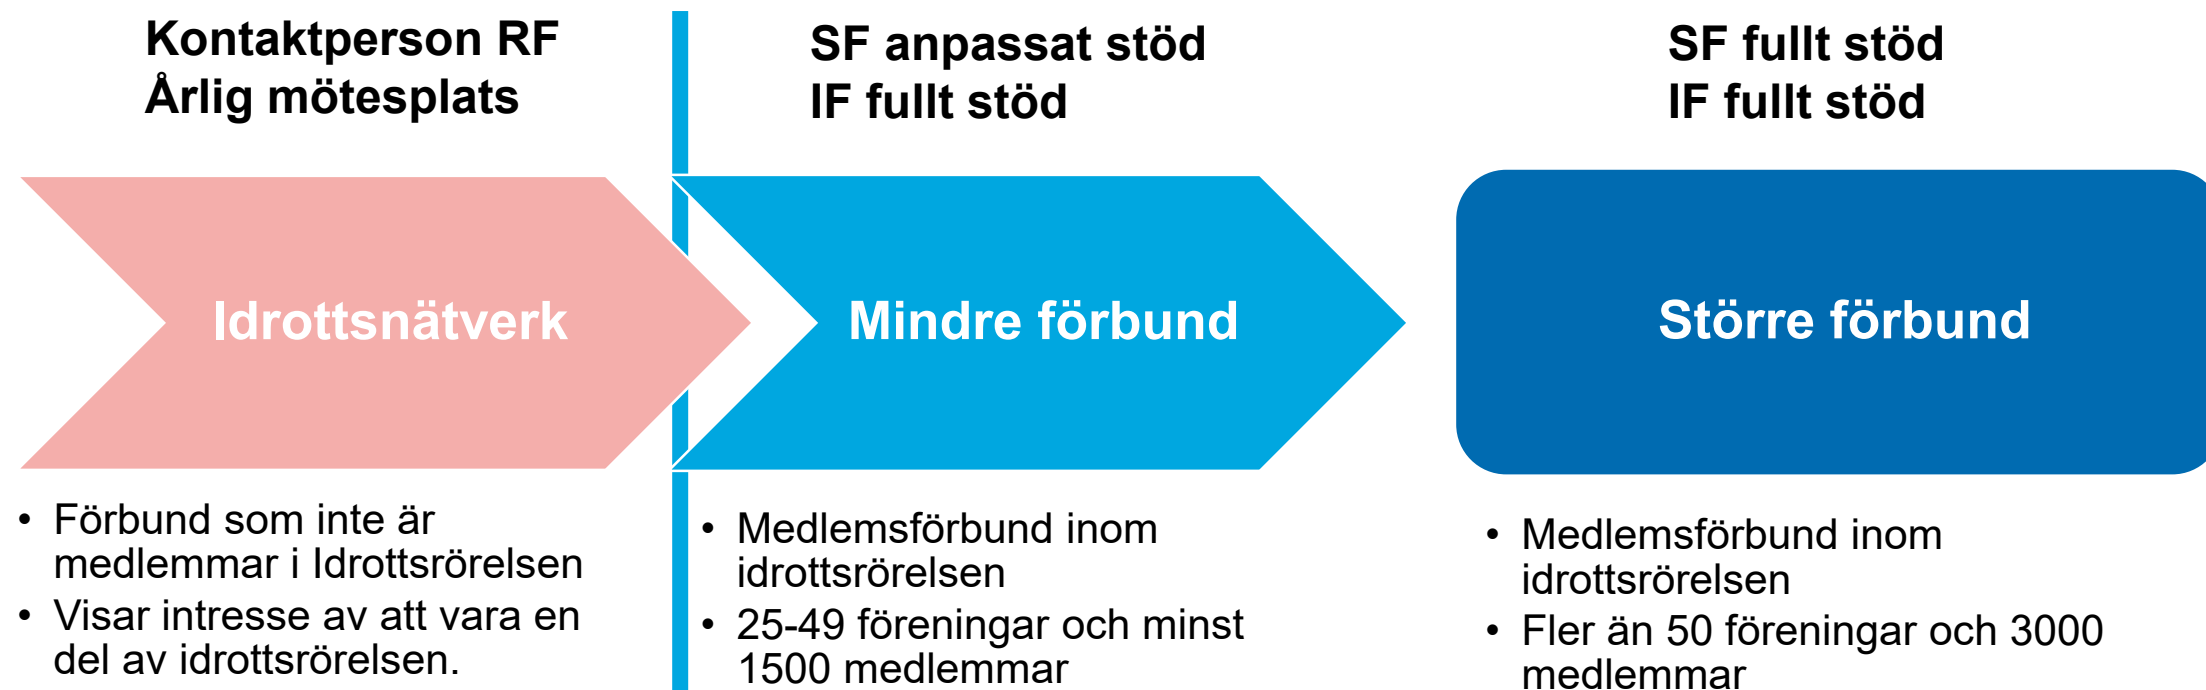 Kontaktperson RF
Årlig mötesplats
SF anpassat stöd
IF fullt stöd
SF fullt stöd
IF fullt stöd
Idrottsnätverk
Mindre förbund
Större förbund
• Förbund som inte är
medlemmar i Idrottsrörelsen
• Visar intresse av att vara en
del av idrottsrörelsen.
• Medlemsförbund inom
idrottsrörelsen
• 25-49 föreningar och minst
1500 medlemmar
• Medlemsförbund inom
idrottsrörelsen
• Fler än 50 föreningar och 3000
medlemmar